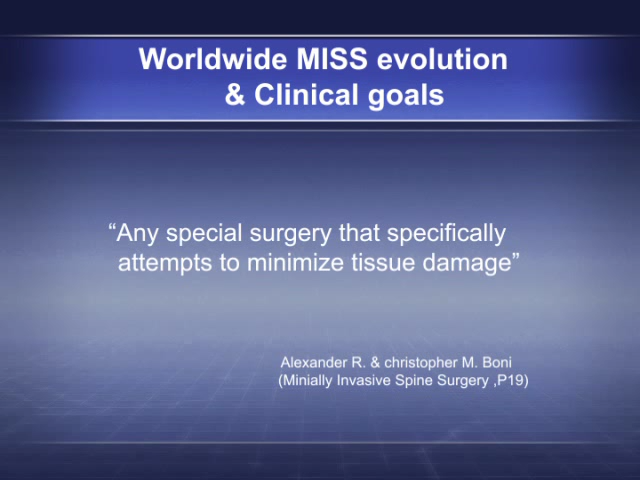 Worldwide MISS evolution
& Clinical goals
“Any special surgery that specifically
attempts to minimize tissue damage”
Alexander R. & christopher M. Boni
(Minially Invasive Spine Surgery ,P19)